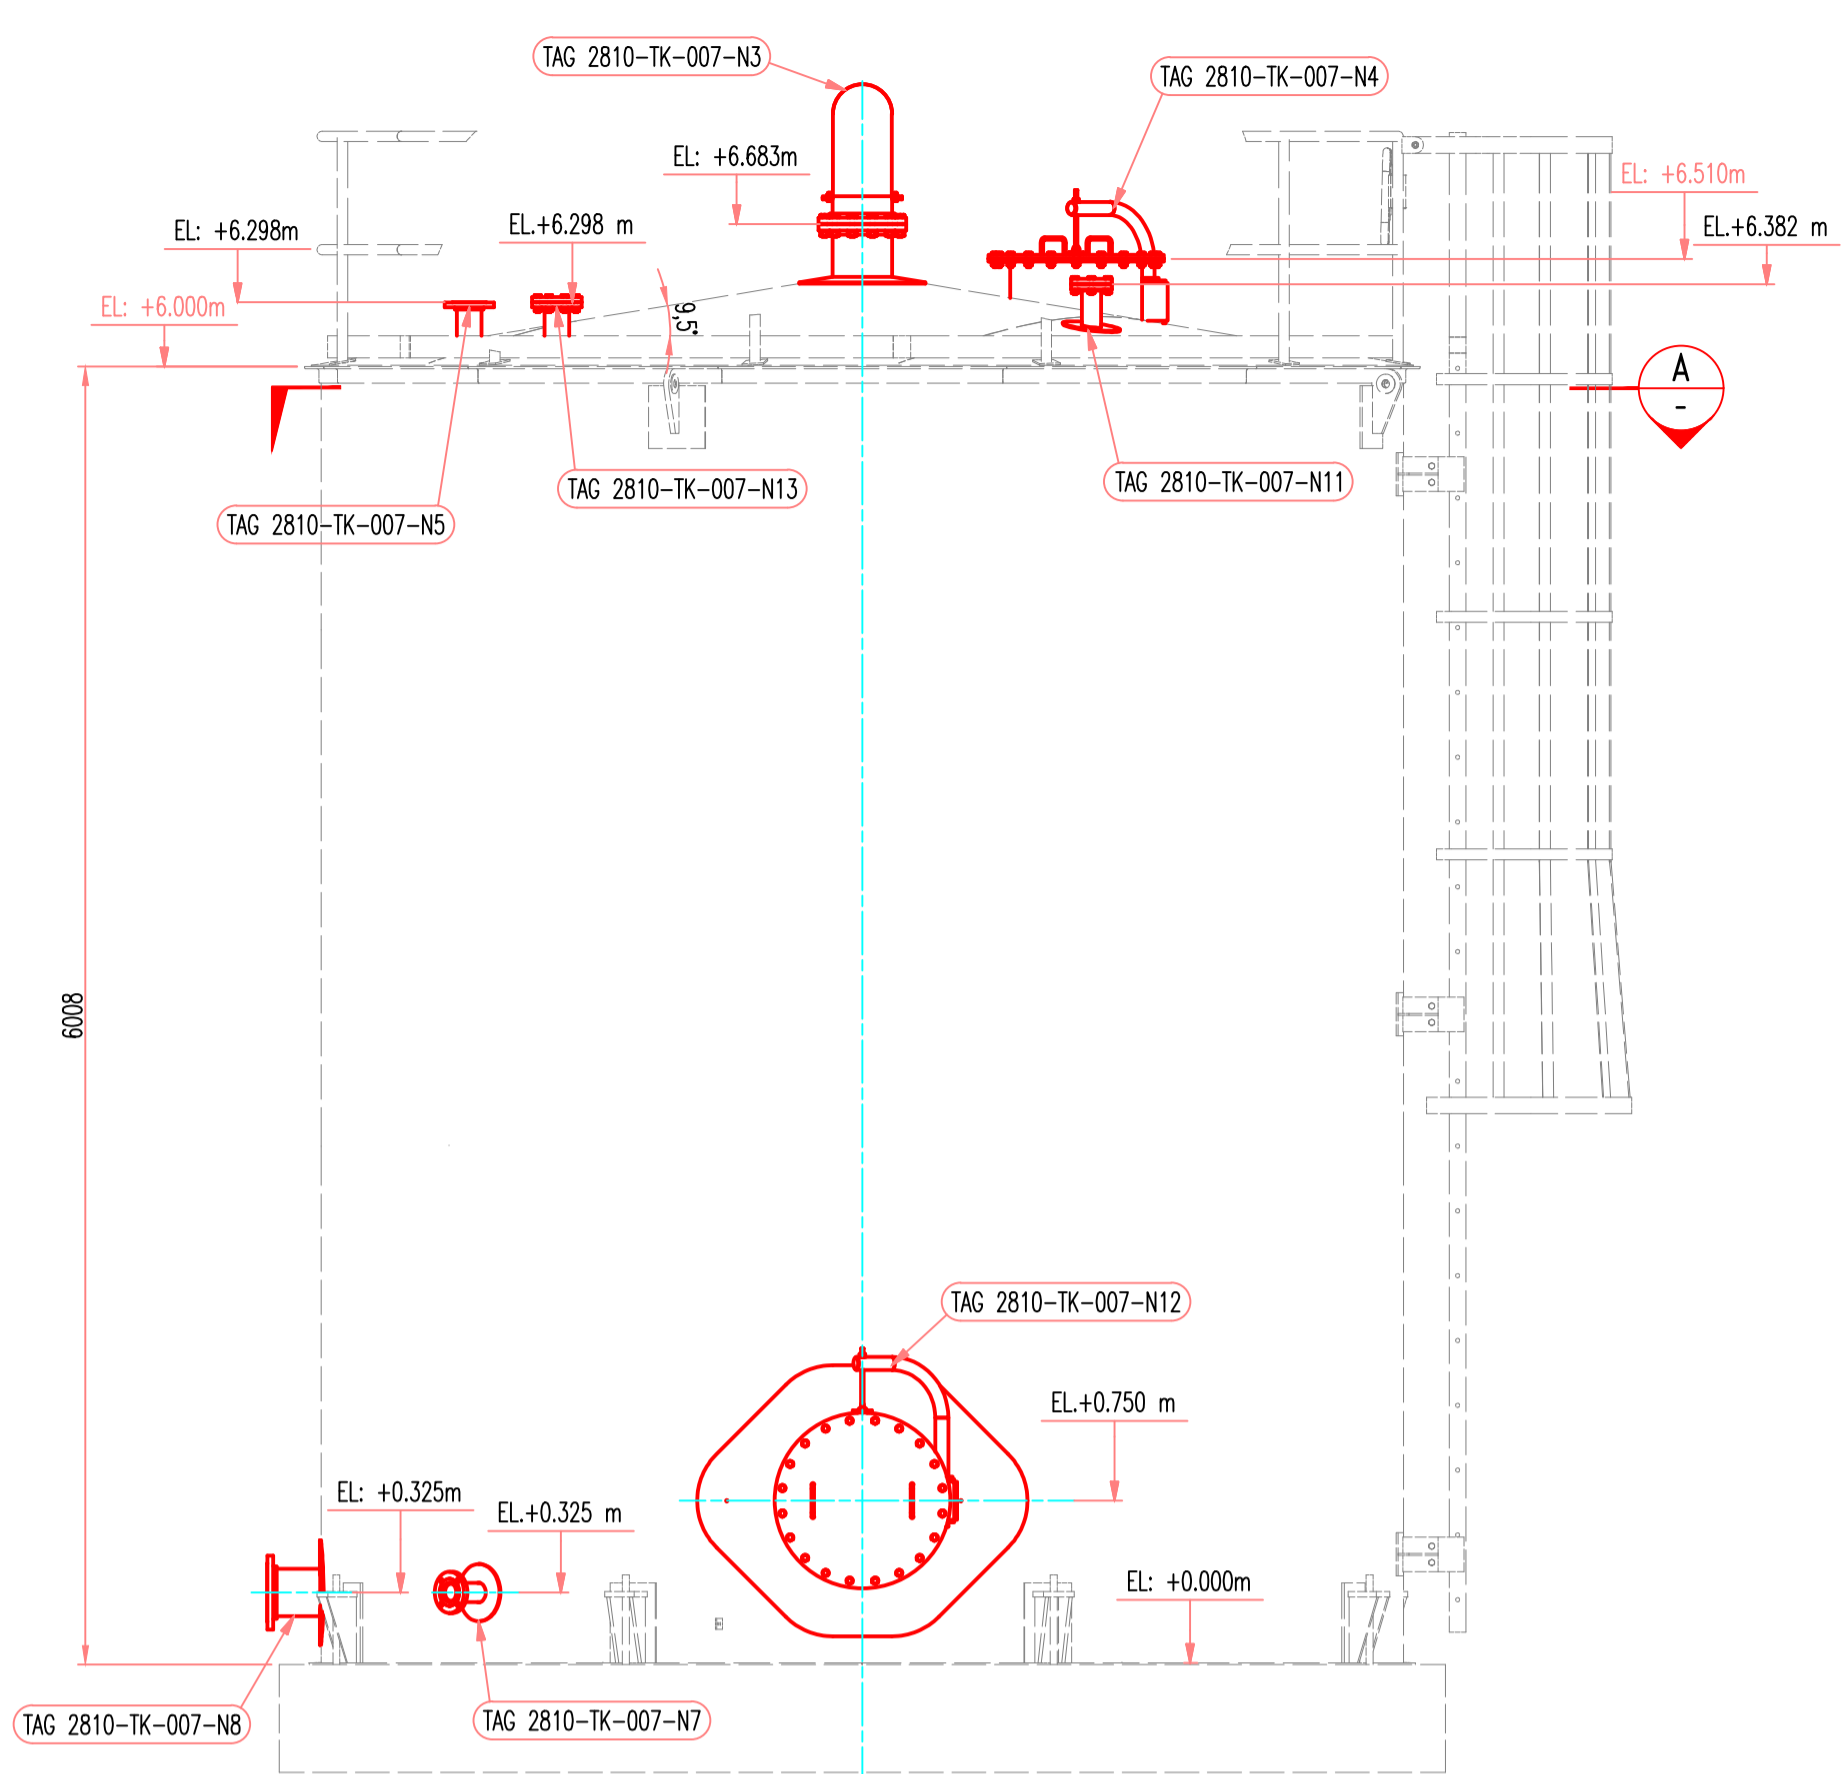 TAG 2810-TK-007-N3
TAG 2810-TK-007-N4
EL: +6.683m
EL: +6.510m
EL: +6.298m
EL.+6.298 m
EL.+6.382 m
EL: +6.000m
9,5°
A
-
TAG 2810-TK-007-N13
TAG 2810-TK-007-N11
TAG 2810-TK-007-N5
6008
TAG 2810-TK-007-N12
EL.+0.750 m
EL: +0.325m
EL.+0.325 m
EL: +0.000m
TAG 2810-TK-007-N8
TAG 2810-TK-007-N7